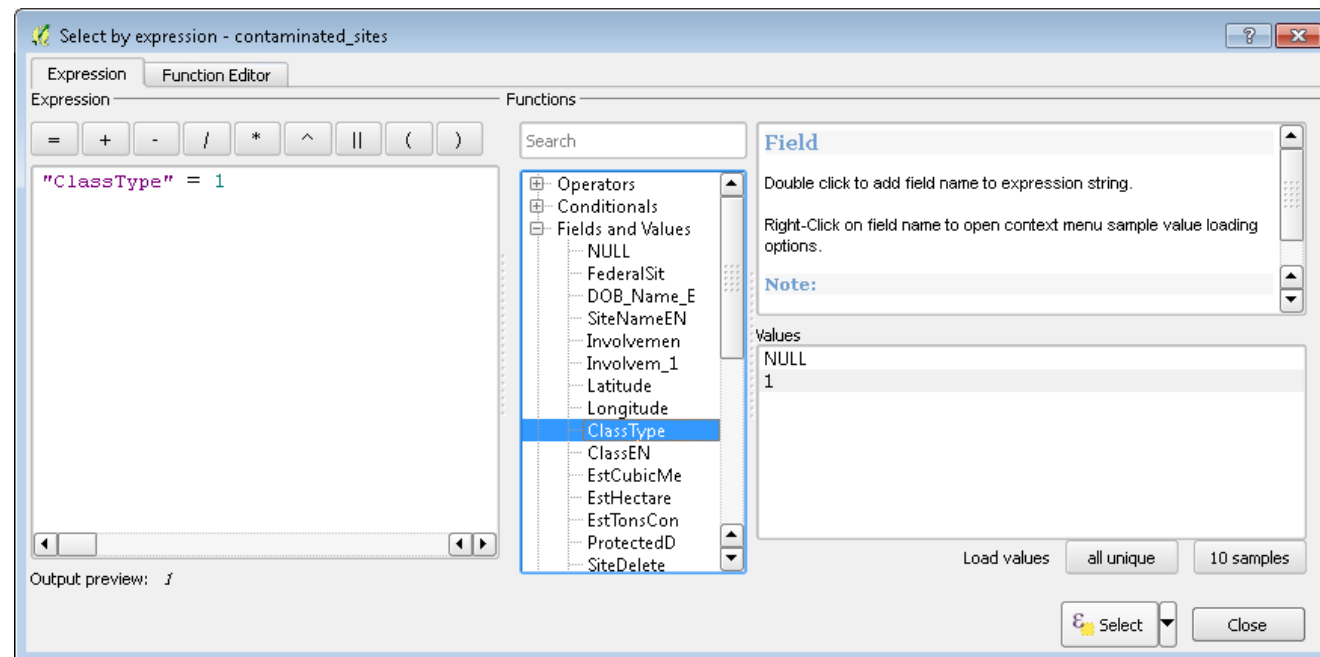 Select by expression - contaminated_sites
?
Expression Function Editor
Expression
= + - / * ^ || ( )
"ClassType" = 1
Output preview: 1
Functions
Search
Operators
Conditionals
Fields and Values
NULL
FederalSit
DOB_Name_E
SiteNameEN
Involvemen
Involvem_1
Latitude
Longitude
ClassType
ClassEN
EstCubicMe
EstHectare
EstTonsCon
ProtectedD
SiteDelete
Field
Double click to add field name to expression string.
Right-Click on field name to open context menu sample value loading
options.
Note:
Values
NULL
1
Load values all unique 10 samples
ε Select Close